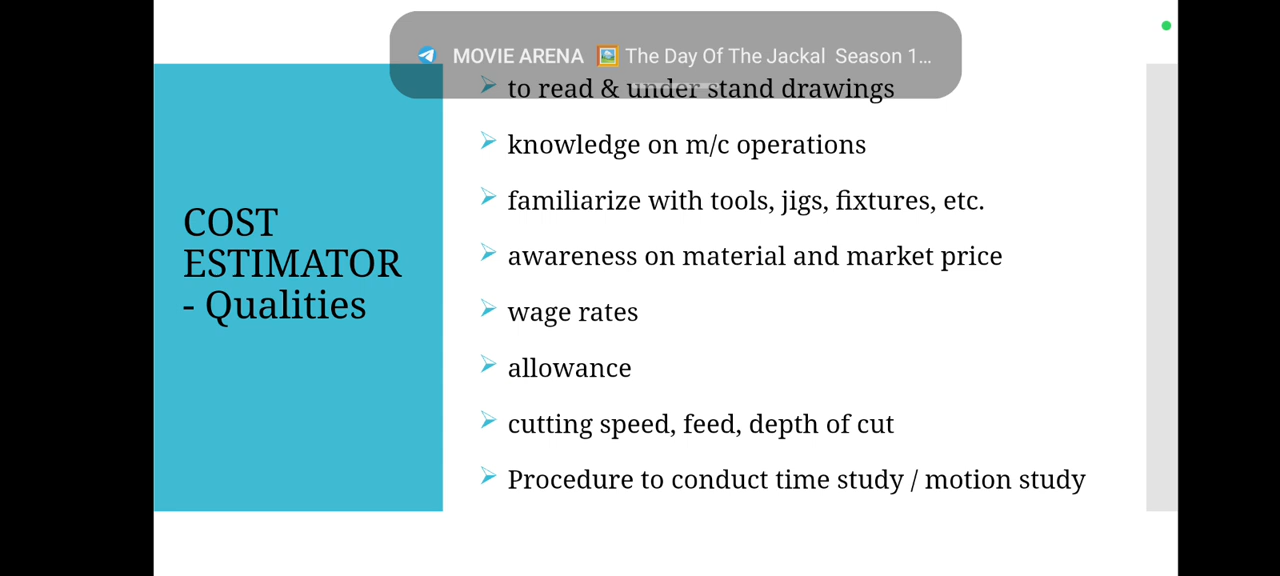 MOVIE ARENA 🖼️ The Day Of The Jackal Season 1...
to read & under stand drawings
knowledge on m/c operations
familiarize with tools, jigs, fixtures, etc.
awareness on material and market price
wage rates
allowance
cutting speed, feed, depth of cut
Procedure to conduct time study / motion study
COST
ESTIMATOR
- Qualities